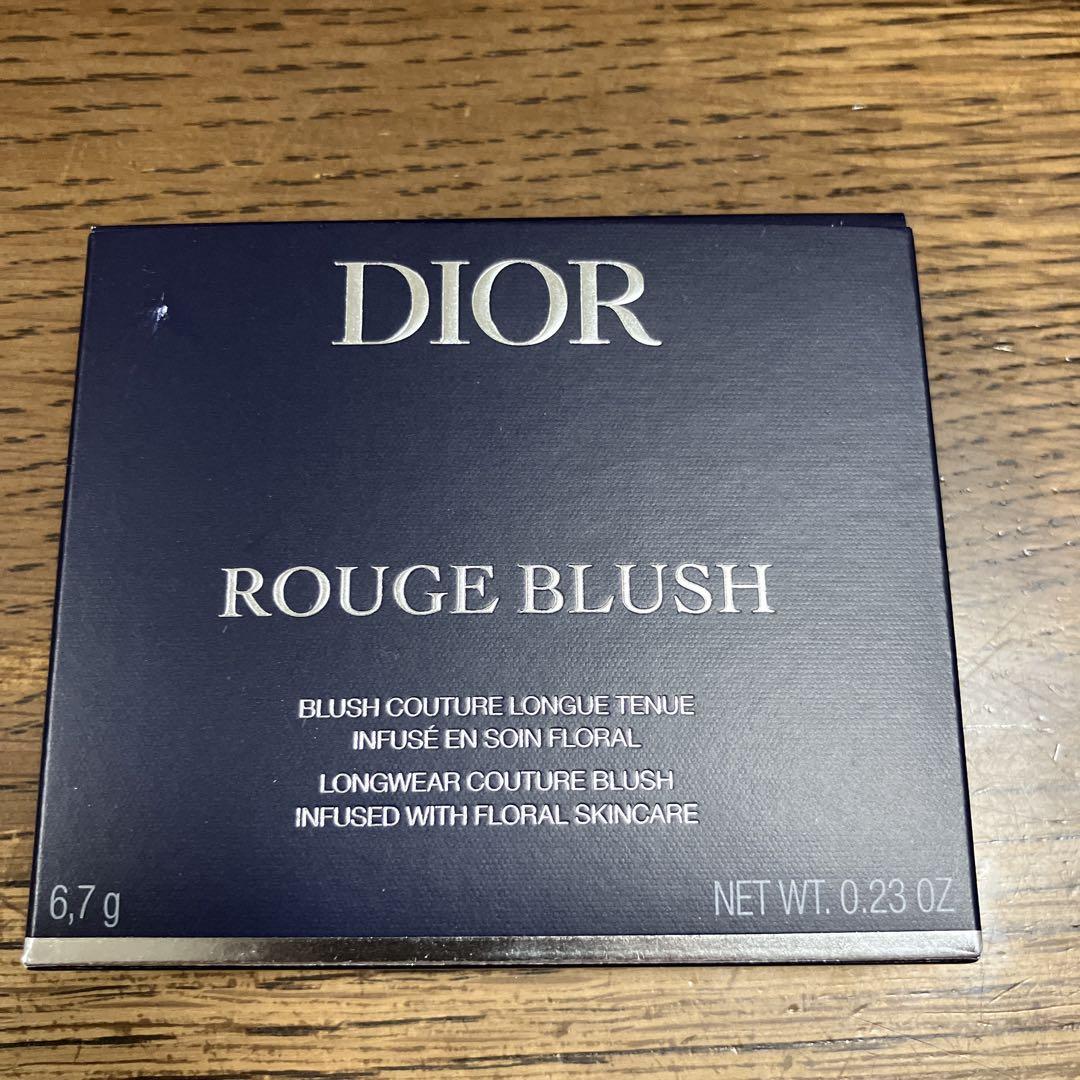 DIOR
ROUGE BLUSH
BLUSH COUTURE LONGUE TENUE
INFUSÉ EN SOIN FLORAL
LONGWEAR COUTURE BLUSH
INFUSED WITH FLORAL SKINCARE
6,7 g
NET WT. 0.23 OZ